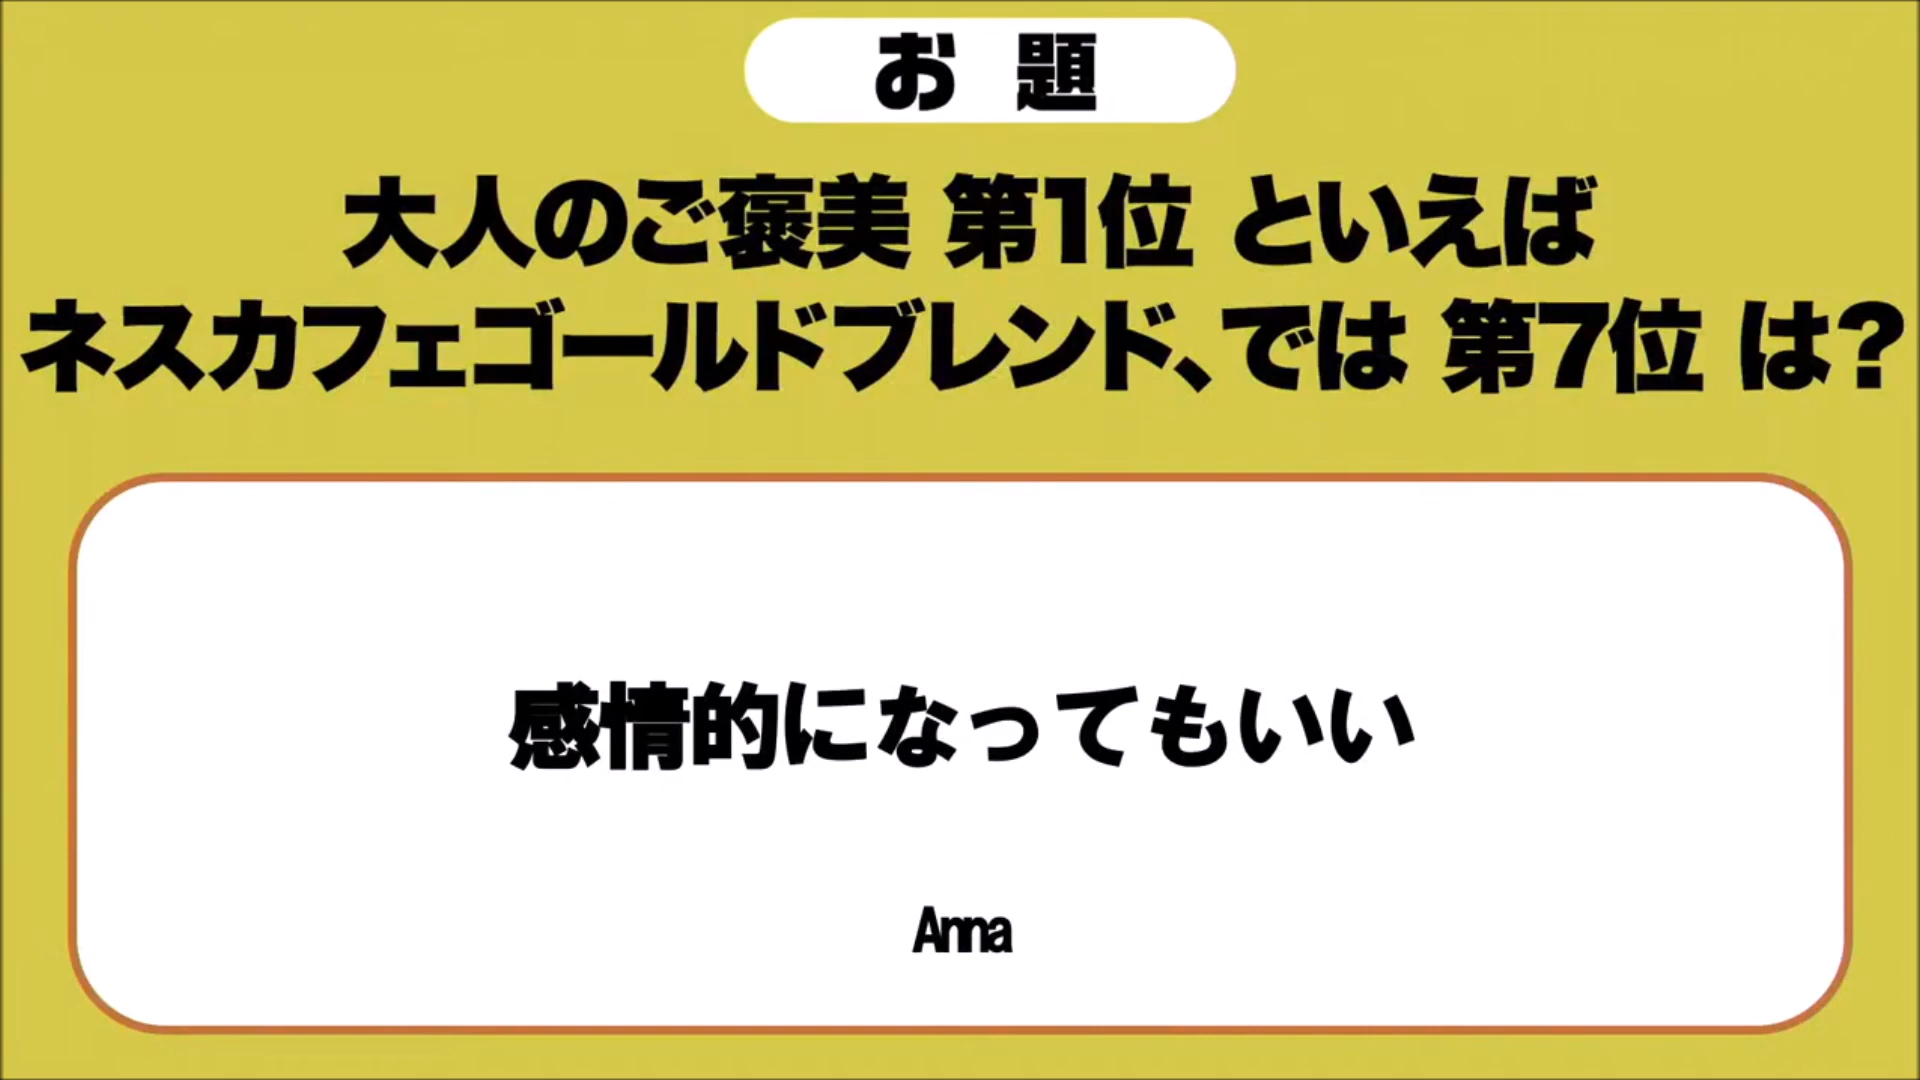 お 題
大人のご褒美 第1位 といえば
ネスカフェゴールドブレンド、では 第7位 は?
感情的になってもいい
Anna